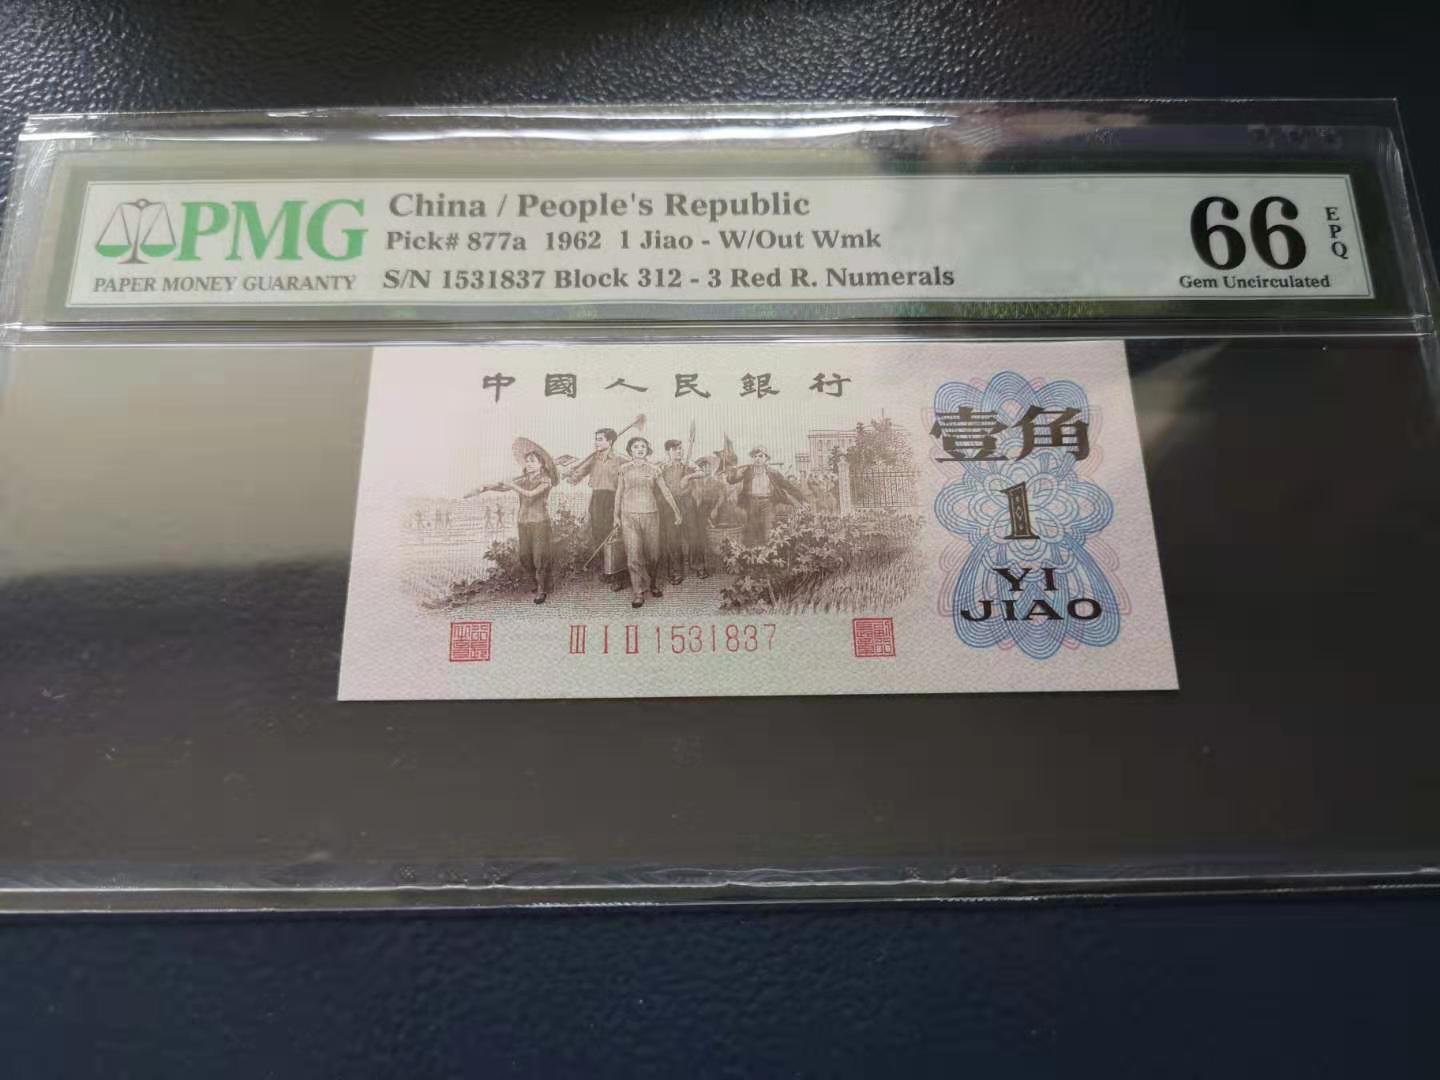 PMG
PAPER MONEY GUARANTY
China / People's Republic
Pick# 877a 1962 1 Jiao - W/Out Wmk
S/N 1531837 Block 312 - 3 Red R. Numerals
66
EPQ
Gem Uncirculated
中國人民銀行
壹角
1
YI
JIAO
III I II 1531837